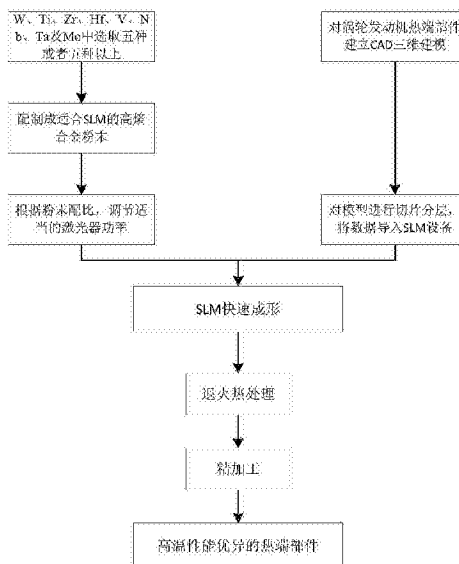 W、Ti、Zr、Hf、V、N
b、Ta及Mo中选取五种
或者五种以上
配制成适合SLM的高熵
合金粉末
根据粉末配比，调节适
当的激光器功率
对涡轮发动机热端部件
建立CAD三维建模
对模型进行切片分层，
将数据导入SLM设备
SLM快速成形
退火热处理
精加工
高温性能优异的热端部件